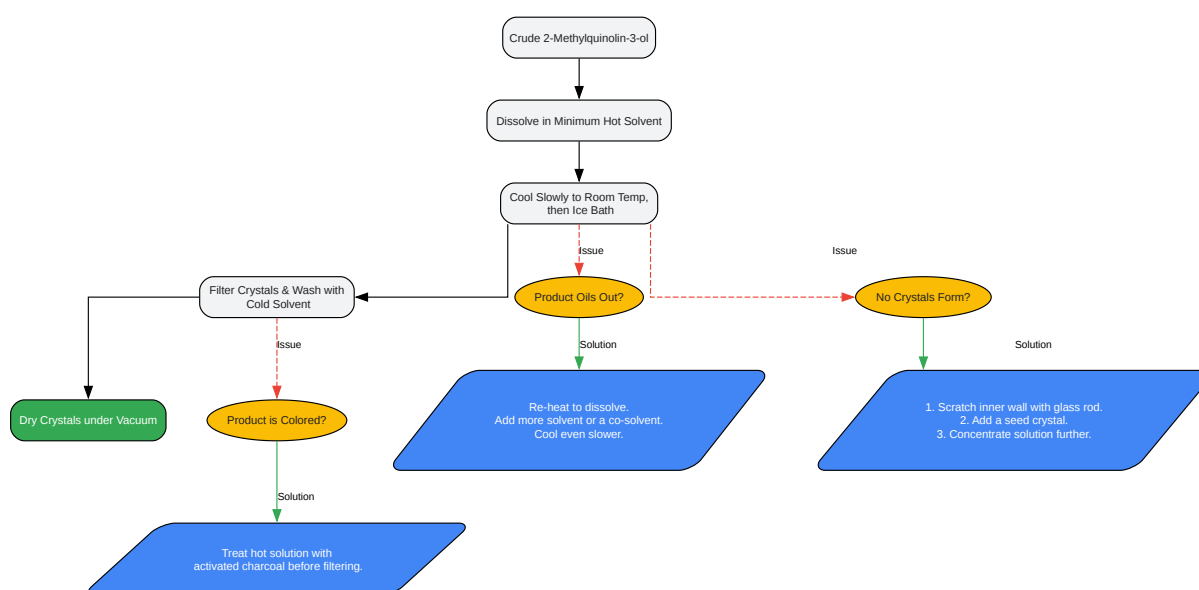 Crude 2-Methylquinolin-3-ol
Dissolve in Minimum Hot Solvent
Cool Slowly to Room Temp,
then Ice Bath
Issue
Issue
Filter Crystals & Wash with
Cold Solvent
Product Oils Out?
No Crystals Form?
Issue
Solution
Solution
Dry Crystals under Vacuum
Product is Colored?
Re-heat to dissolve.
Add more solvent or a co-solvent.
Cool even slower.
1. Scratch inner wall with glass rod.
2. Add a seed crystal.
3. Concentrate solution further.
Solution
Treat hot solution with
activated charcoal before filtering.